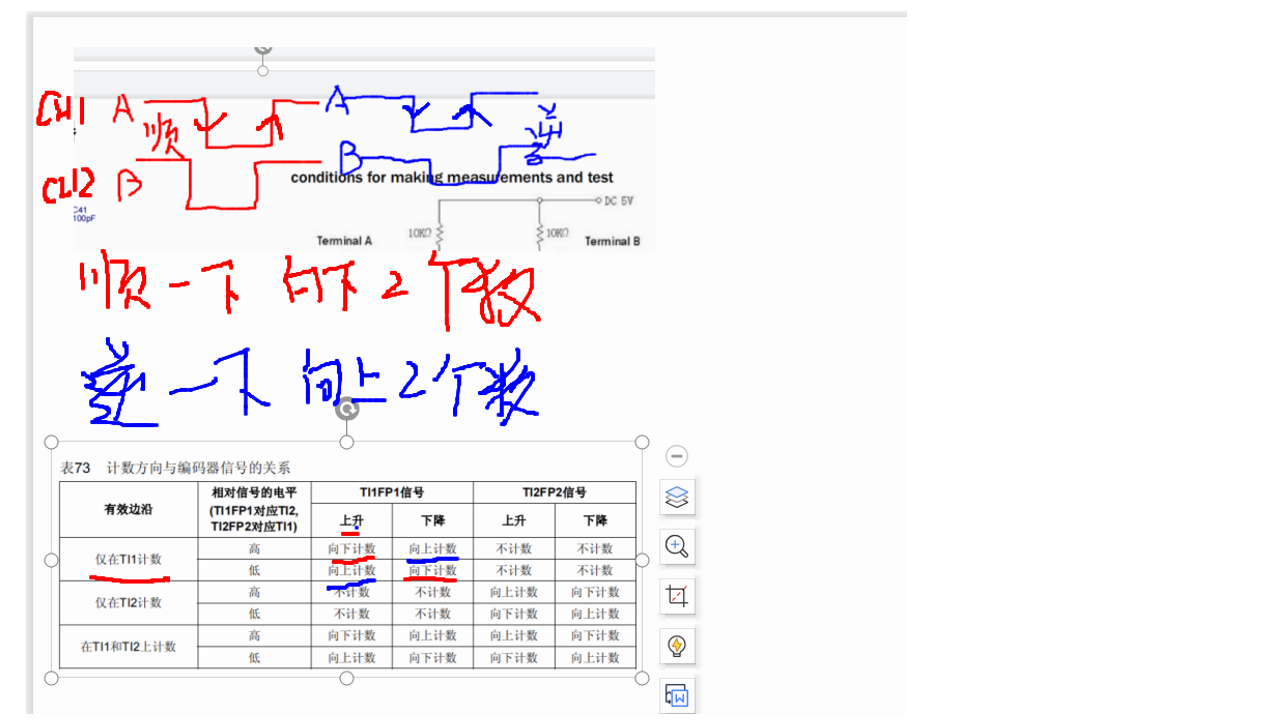 CH1 A A
顺 逆
CH2 B B
conditions for making measurements and test
C41
100pF
DC 5V
10KΩ 10KΩ
Terminal A Terminal B
顺一下 向下2个数
逆一下 向上2个数
表73 计数方向与编码器信号的关系
有效边沿 相对信号的电平(TI1FP1对应TI2, TI2FP2对应TI1) TI1FP1信号 TI2FP2信号
上升 下降 上升 下降
仅在TI1计数 高 向下计数 向上计数 不计数 不计数
低 向上计数 向下计数 不计数 不计数
仅在TI2计数 高 不计数 不计数 向上计数 向下计数
低 不计数 不计数 向下计数 向上计数
在TI1和TI2上计数 高 向下计数 向上计数 向上计数 向下计数
低 向上计数 向下计数 向下计数 向上计数